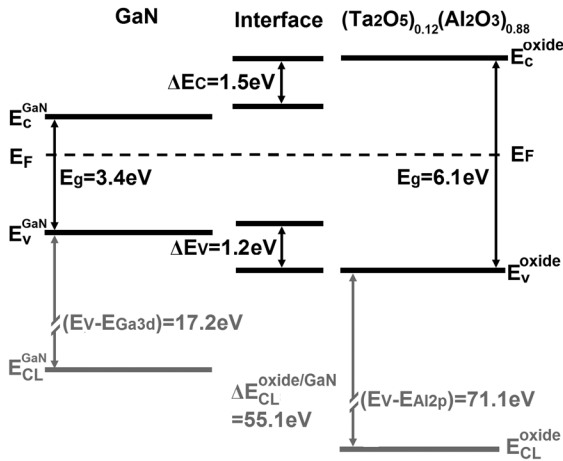 GaN Interface (Ta2O5)0.12(Al2O3)0.88
Ec oxide
ΔEC=1.5eV
Ec GaN
EF EF
Eg=3.4eV Eg=6.1eV
Ev GaN
ΔEV=1.2eV
Ev oxide
(EV-EGa3d)=17.2eV
ECL GaN
ΔECL oxide/GaN
=55.1eV
(EV-EAl2p)=71.1eV
ECL oxide